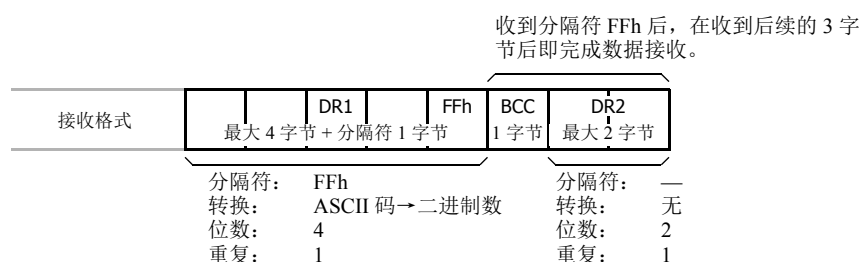 收到分隔符 FFh 后，在收到后续的 3 字
节后即完成数据接收。
接收格式
DR1 FFh BCC DR2
最大 4 字节 + 分隔符 1 字节 1 字节 最大 2 字节
分隔符： FFh 分隔符： —
转换： ASCII 码→二进制数 转换： 无
位数： 4 位数： 2
重复： 1 重复： 1